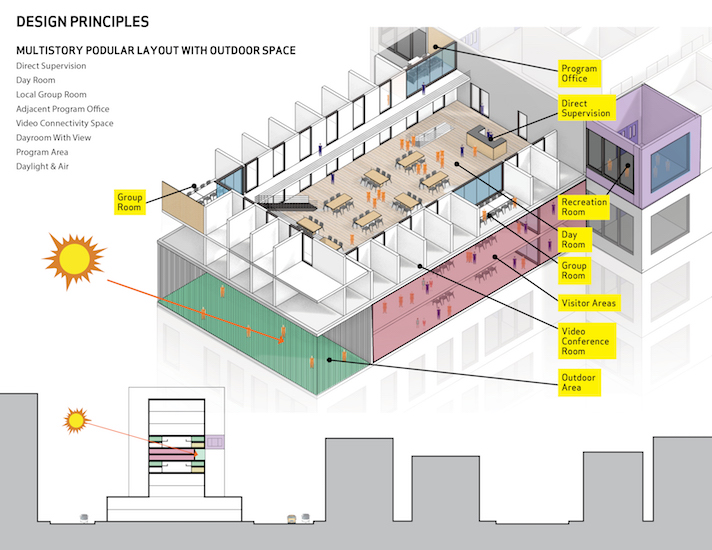 DESIGN PRINCIPLES
MULTISTORY PODULAR LAYOUT WITH OUTDOOR SPACE
Direct Supervision
Day Room
Local Group Room
Adjacent Program Office
Video Connectivity Space
Dayroom With View
Program Area
Daylight & Air
Program
Office
Direct
Supervision
Group
Room
Recreation
Room
Day
Room
Group
Room
Visitor Areas
Video
Conference
Room
Outdoor
Area